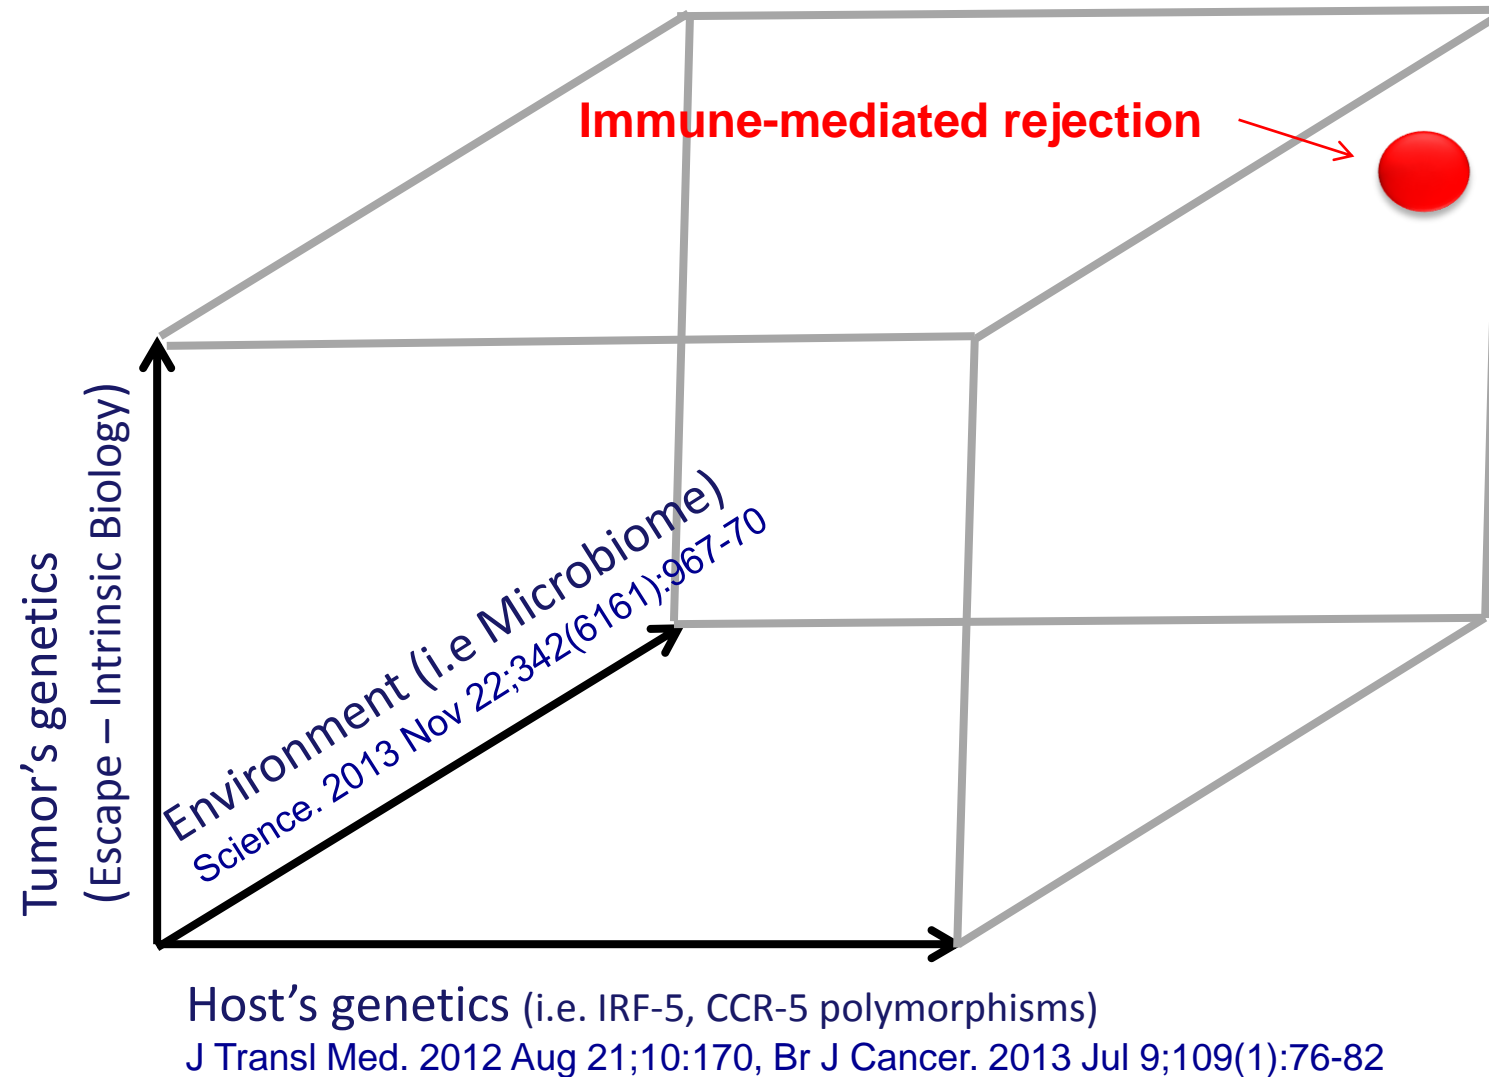 Immune-mediated rejection
Tumor's genetics
(Escape – Intrinsic Biology)
Environment (i.e Microbiome)
Science. 2013 Nov 22;342(6161):967-70
Host's genetics (i.e. IRF-5, CCR-5 polymorphisms)
J Transl Med. 2012 Aug 21;10:170, Br J Cancer. 2013 Jul 9;109(1):76-82